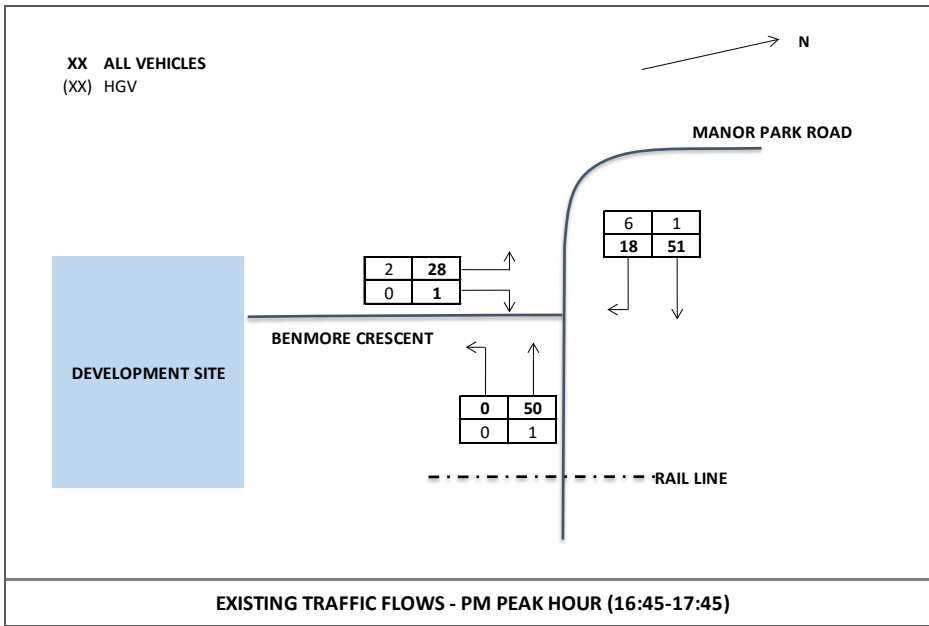 N
XX ALL VEHICLES
(XX) HGV
MANOR PARK ROAD
6 1
18 51
2 28
0 1
BENMORE CRESCENT
DEVELOPMENT SITE
0 50
0 1
RAIL LINE
EXISTING TRAFFIC FLOWS - PM PEAK HOUR (16:45-17:45)